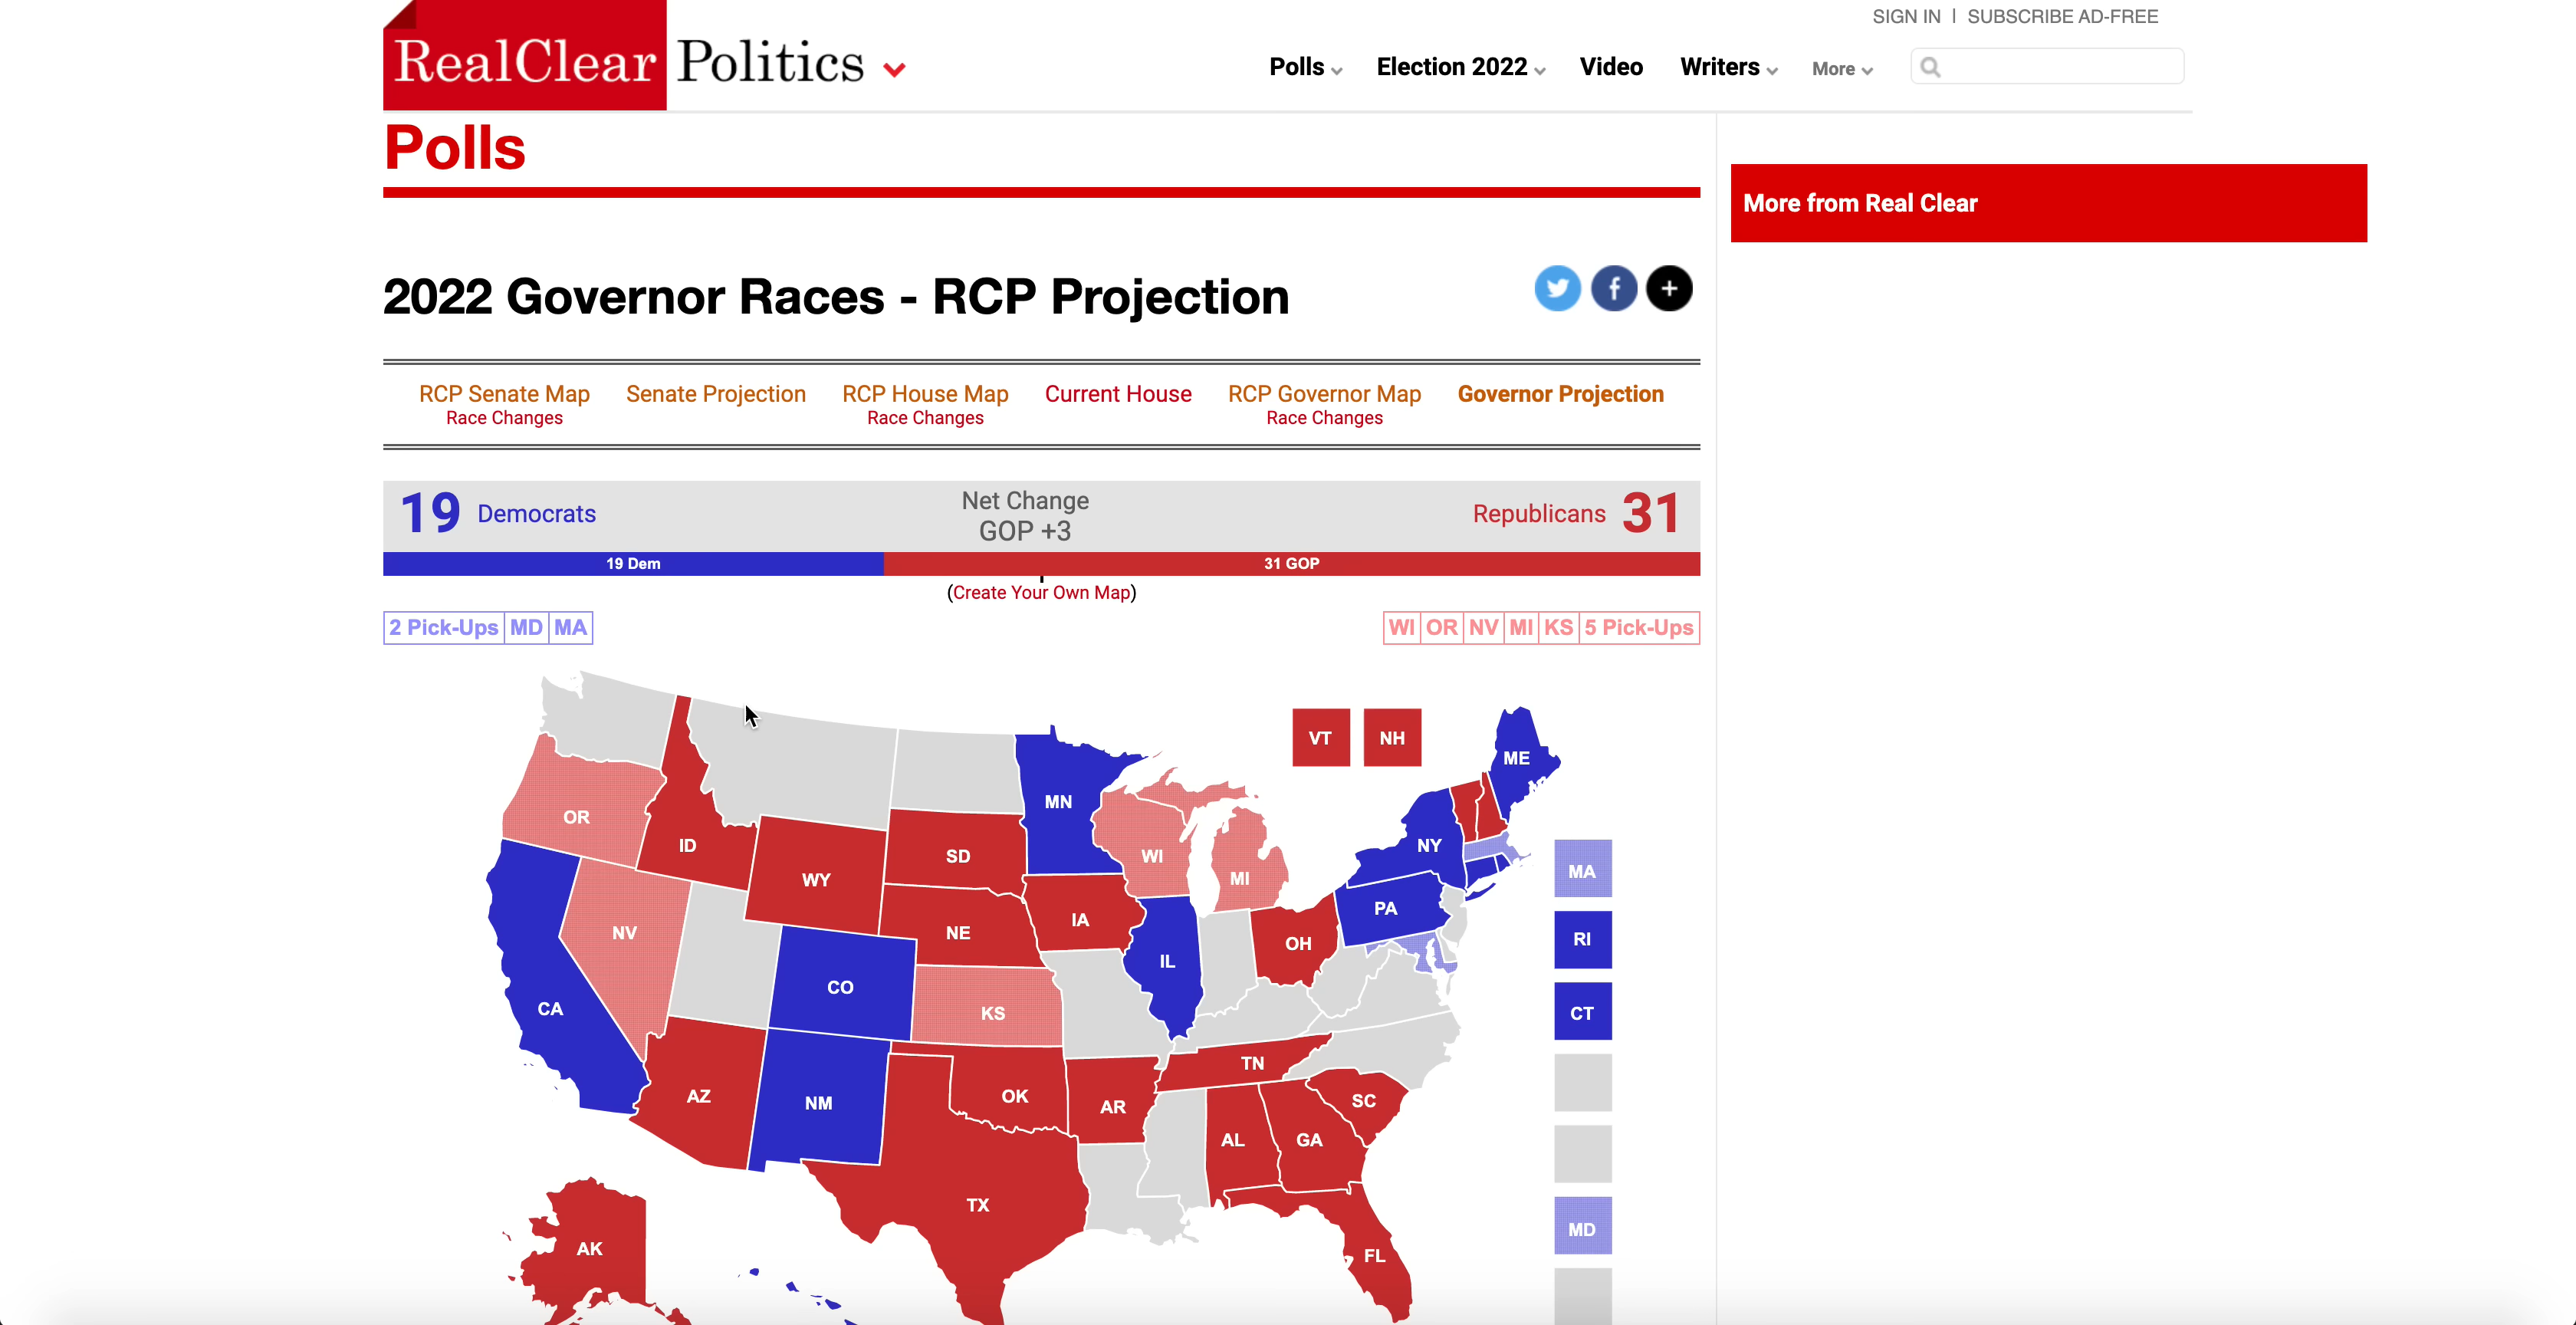 SIGN IN | SUBSCRIBE AD-FREE
RealClear Politics
Polls Election 2022 Video Writers More
Polls
More from Real Clear
2022 Governor Races - RCP Projection
RCP Senate Map Senate Projection RCP House Map Current House RCP Governor Map Governor Projection
Race Changes Race Changes Race Changes
19 Democrats Net Change Republicans 31
GOP +3
19 Dem 31 GOP
(Create Your Own Map)
2 Pick-Ups MD MA WI OR NV MI KS 5 Pick-Ups
VT NH
ME
MN
OR
ID
NY
SD
WI
MA
WY
MI
PA
IA
NV
NE
OH
RI
IL
CO
CA
KS
CT
TN
AZ
OK
NM
AR
SC
AL
GA
TX
MD
AK
FL